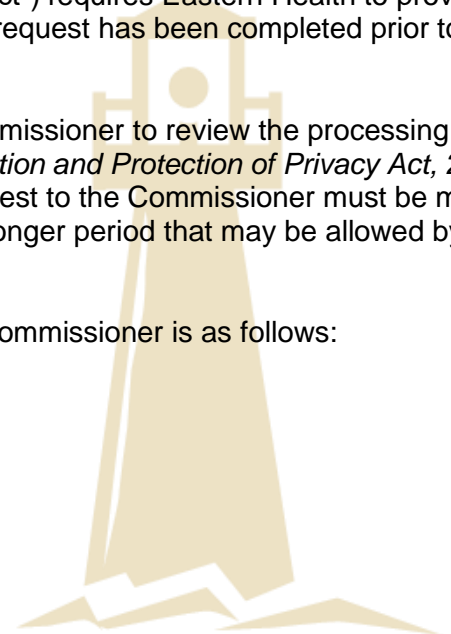 ct") requires Eastern Health to prov
request has been completed prior to
missioner to review the processing
tion and Protection of Privacy Act, 2
est to the Commissioner must be m
onger period that may be allowed by
ommissioner is as follows: